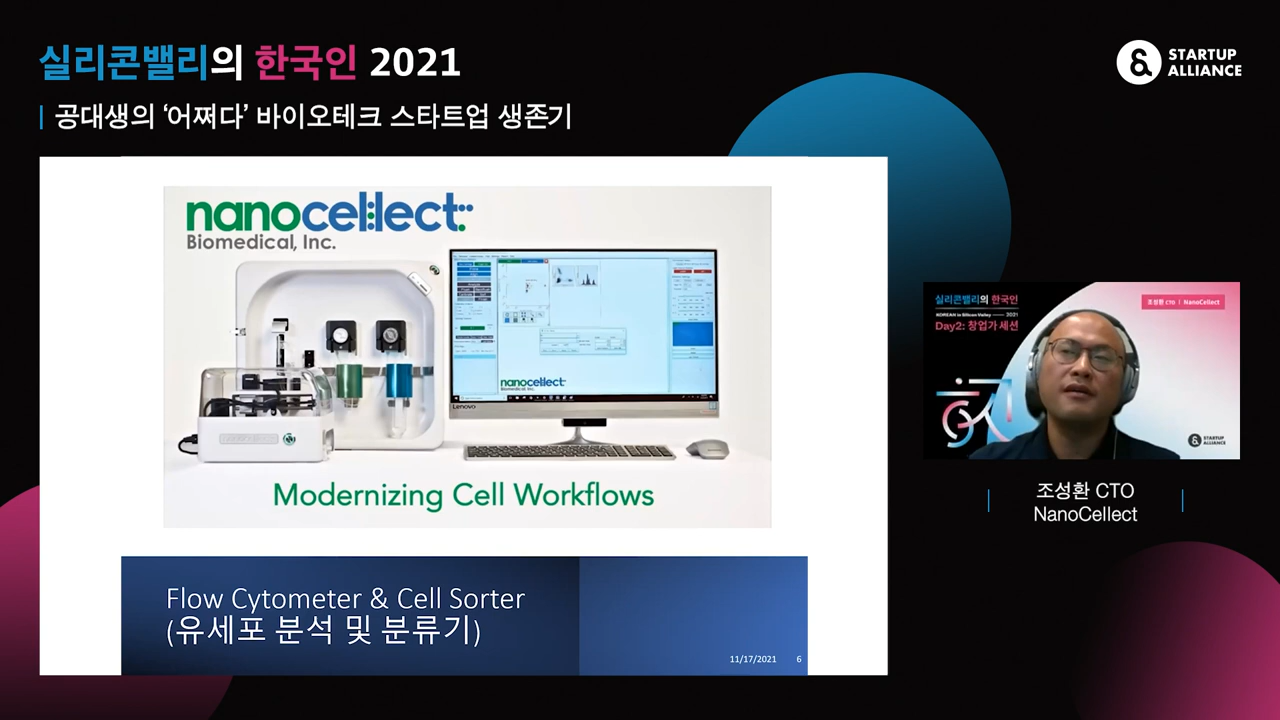 실리콘밸리의 한국인 2021
공대생의 ‘어쩌다’ 바이오테크 스타트업 생존기
STARTUP
ALLIANCE
nanocellect
Biomedical, Inc.
nanocellect
Biomedical, Inc.
Lenovo
Modernizing Cell Workflows
Flow Cytometer & Cell Sorter
(유세포 분석 및 분류기)
11/17/2021 6
실리콘밸리의 한국인
KOREAN in Silicon Valley 2021
Day2: 창업가 세션
조성환 CTO | NanoCellect
STARTUP
ALLIANCE
조성환 CTO
NanoCellect